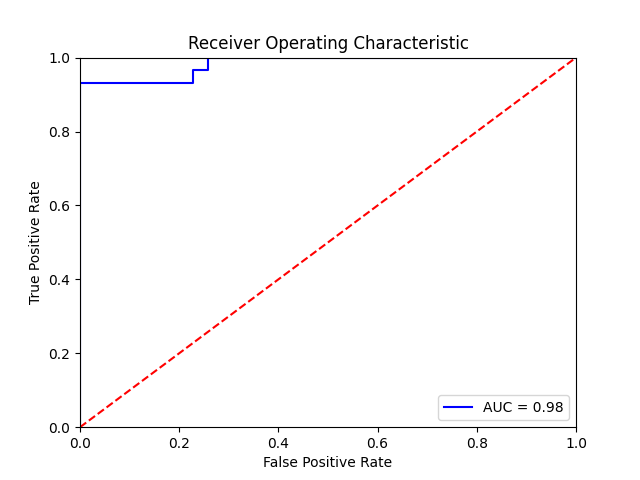 Receiver Operating Characteristic
True Positive Rate
1.0
0.8
0.6
0.4
0.2
0.0
AUC = 0.98
0.0 0.2 0.4 0.6 0.8 1.0
False Positive Rate